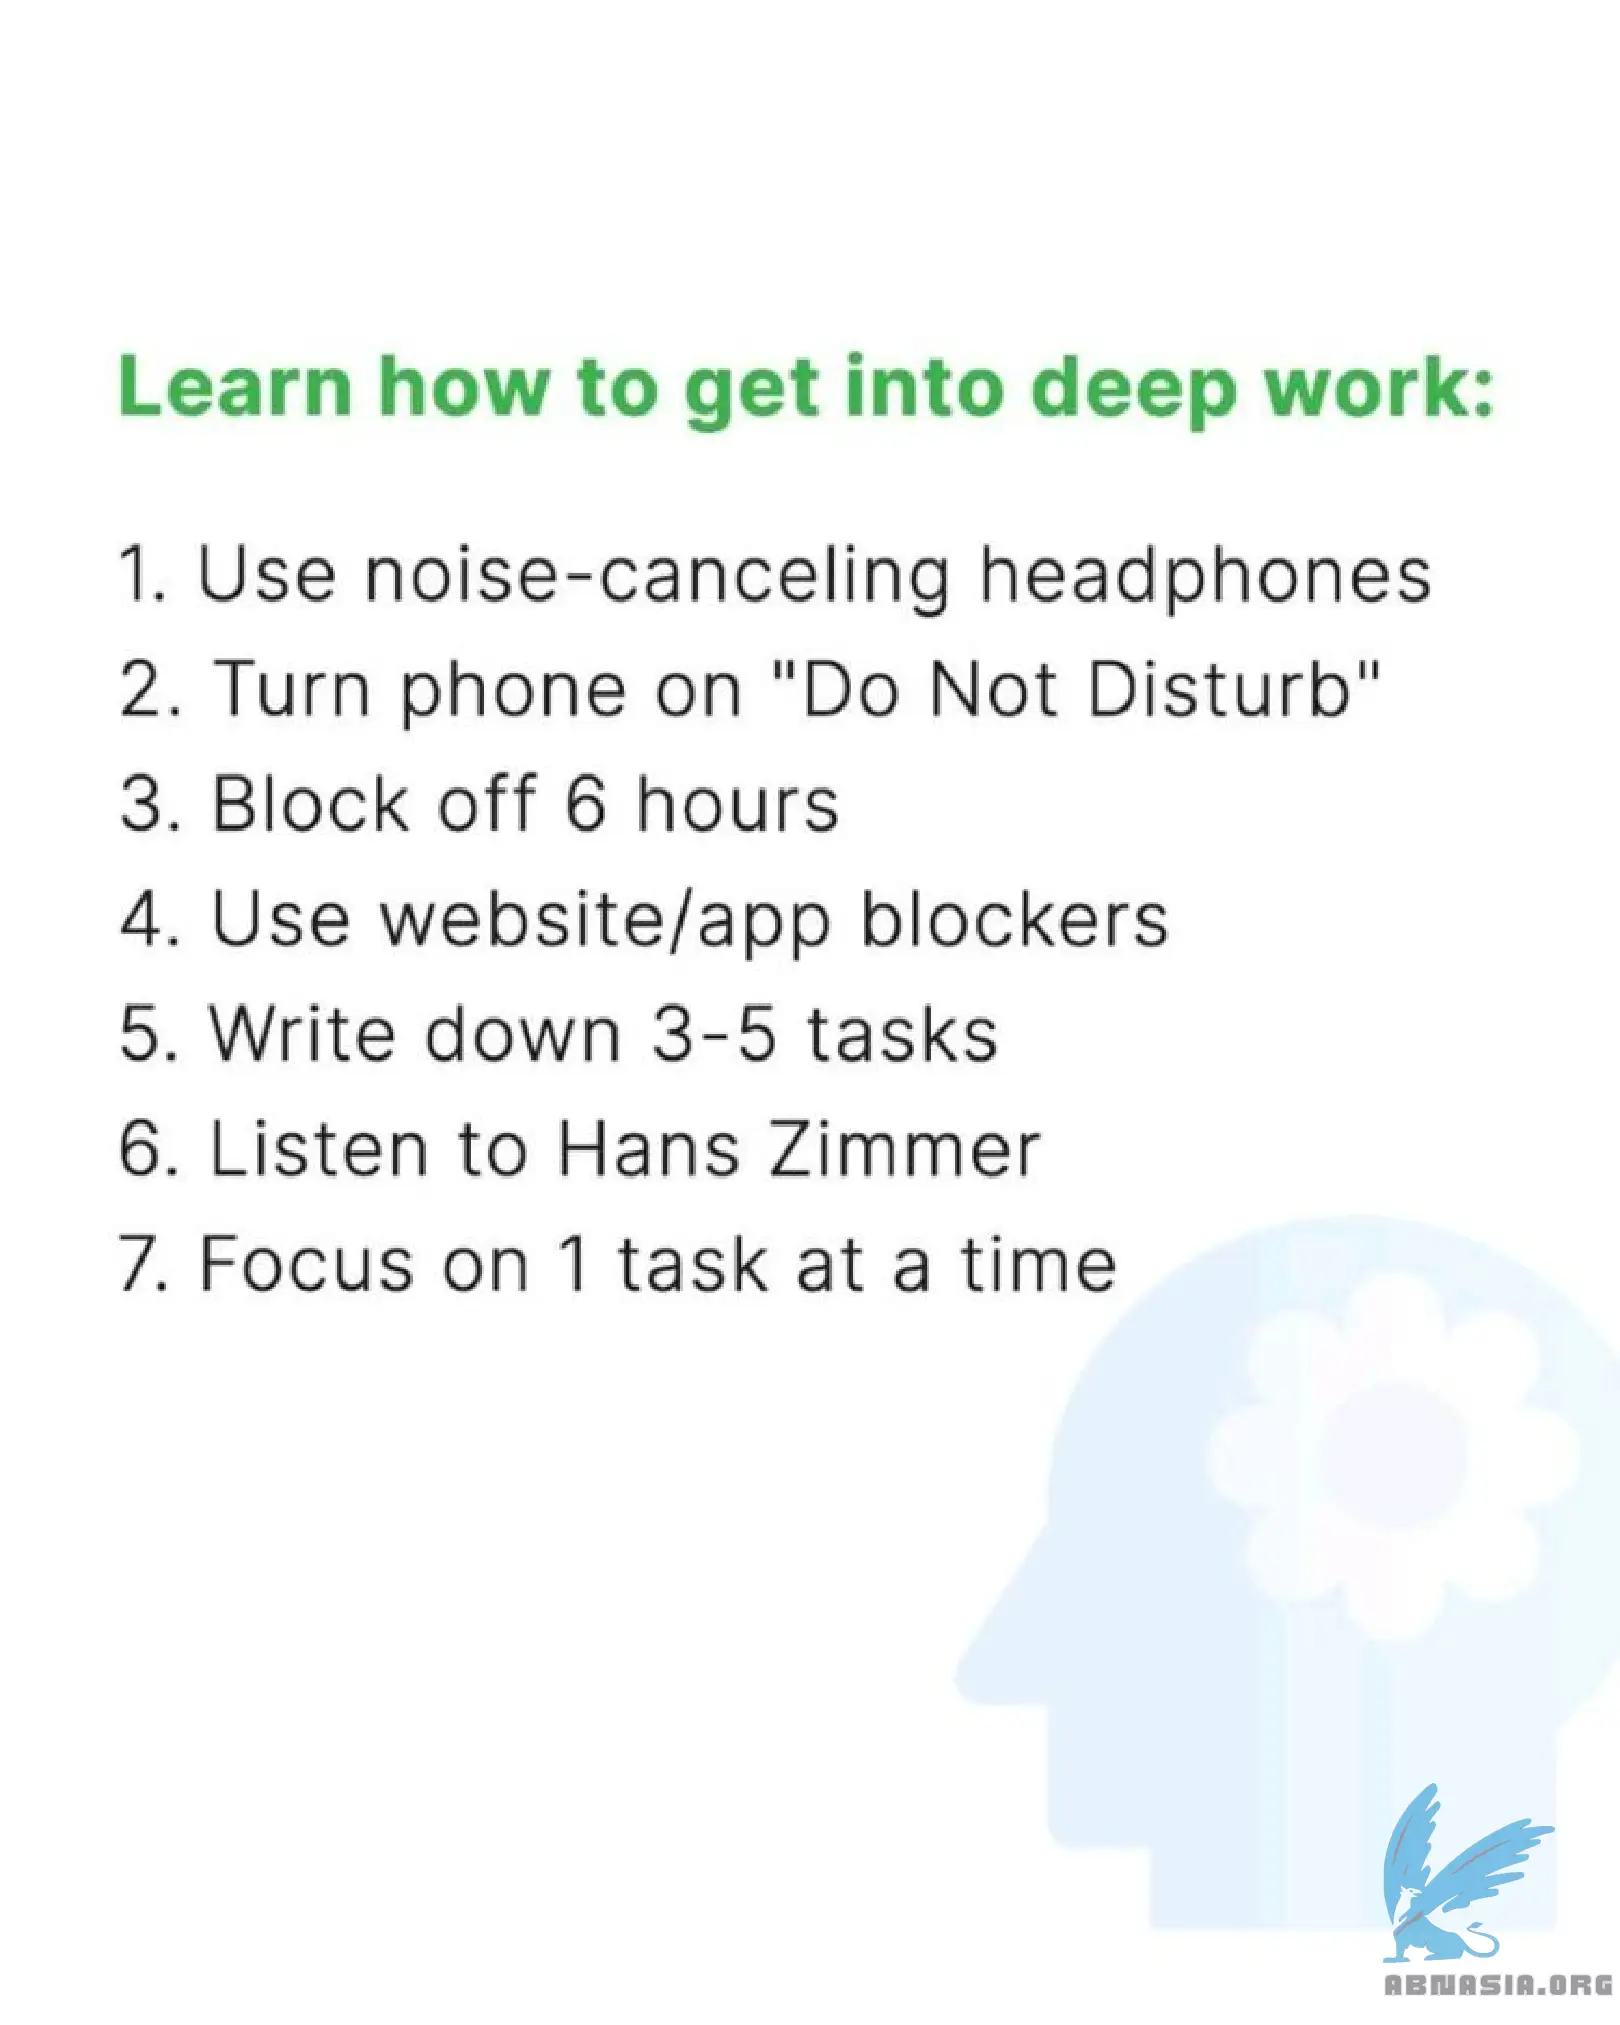 Learn how to get into deep work:
1. Use noise-canceling headphones
2. Turn phone on "Do Not Disturb"
3. Block off 6 hours
4. Use website/app blockers
5. Write down 3-5 tasks
6. Listen to Hans Zimmer
7. Focus on 1 task at a time
ABNASIA.ORG